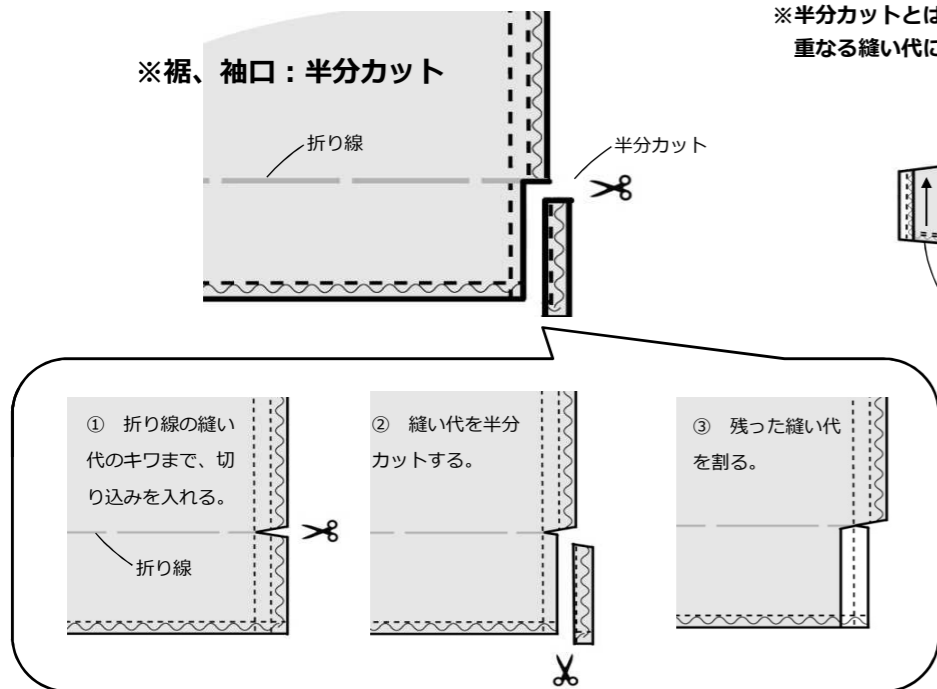 ※半分カットとは
重なる縫い代に
※裾、袖口：半分カット
折り線
半分カット
① 折り線の縫い
代のキワまで、切
り込みを入れる。
折り線
② 縫い代を半分
カットする。
③ 残った縫い代
を割る。